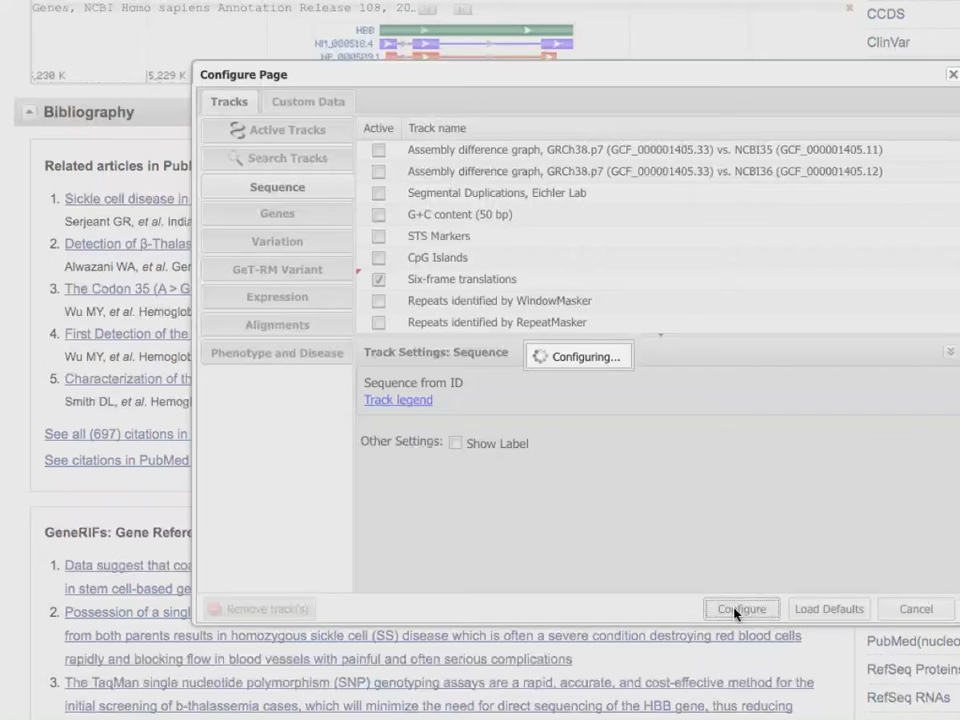 Genes, NCBI Homo sapiens Annotation Release 108, 20…
HBB
NM_000518.4
NP_000509.1
,230 K
5,229 K
CCDS
ClinVar
Bibliography
Related articles in Pub
1. Sickle cell disease in
Serjeant GR, et al. India
2. Detection of β-Thalas
Alwazani WA, et al. Ger
3. The Codon 35 (A > G
Wu MY, et al. Hemoglob
4. First Detection of the
Wu MY, et al. Hemoglob
5. Characterization of th
Smith DL, et al. Hemog
See all (697) citations in
See citations in PubMed
Configure Page
Tracks
Custom Data
Active Tracks
Search Tracks
Sequence
Genes
Variation
GeT-RM Variant
Expression
Alignments
Phenotype and Disease
Active
Track name
Assembly difference graph, GRCh38.p7 (GCF_000001405.33) vs. NCBI35 (GCF_000001405.11)
Assembly difference graph, GRCh38.p7 (GCF_000001405.33) vs. NCBI36 (GCF_000001405.12)
Segmental Duplications, Eichler Lab
G+C content (50 bp)
STS Markers
CpG Islands
Six-frame translations
Repeats identified by WindowMasker
Repeats identified by RepeatMasker
Track Settings: Sequence
Configuring...
Sequence from ID
Track legend
Other Settings:
Show Label
Remove track(s)
Configure
Load Defaults
Cancel
GeneRIFs: Gene Refere
1. Data suggest that coa
in stem cell-based ge
2. Possession of a singl
from both parents results in homozygous sickle cell (SS) disease which is often a severe condition destroying red blood cells
rapidly and blocking flow in blood vessels with painful and often serious complications
3. The TaqMan single nucleotide polymorphism (SNP) genotyping assays are a rapid, accurate, and cost-effective method for the
initial screening of b-thalassemia cases, which will minimize the need for direct sequencing of the HBB gene, thus reducing
PubMed(nucleo
RefSeq Proteins
RefSeq RNAs